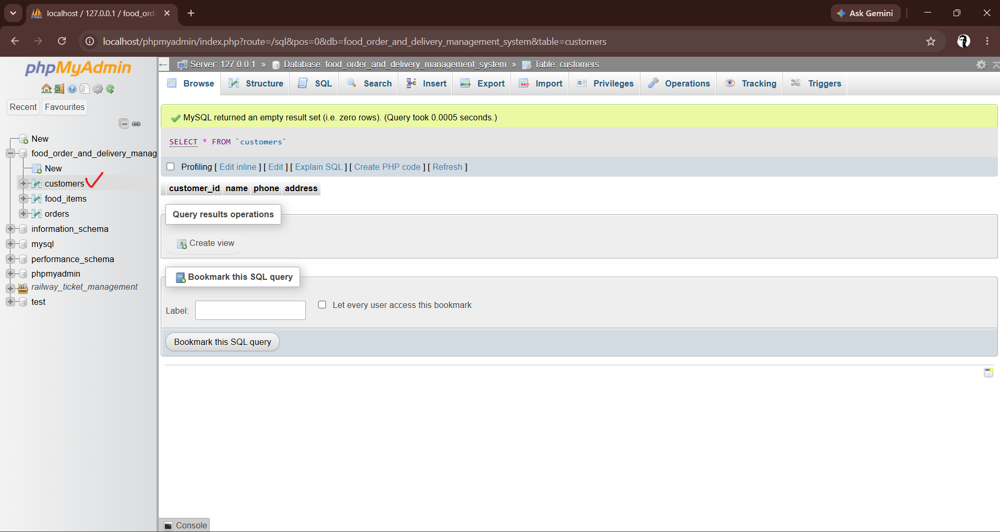 localhost / 127.0.0.1 / food_ord
Ask Gemini
localhost/phpmyadmin/index.php?route=/sql&pos=0&db=food_order_and_delivery_management_system&table=customers
phpMyAdmin
Recent Favourites
New
food_order_and_delivery_manag
New
customers
food_items
orders
information_schema
mysql
performance_schema
phpmyadmin
railway_ticket_management
test
Server: 127.0.0.1 » Database: food_order_and_delivery_management_system » Table: customers
Browse Structure SQL Search Insert Export Import Privileges Operations Tracking Triggers
MySQL returned an empty result set (i.e. zero rows). (Query took 0.0005 seconds.)
SELECT * FROM `customers`
Profiling [ Edit inline ] [ Edit ] [ Explain SQL ] [ Create PHP code ] [ Refresh ]
customer_id name phone address
Query results operations
Create view
Bookmark this SQL query
Label: Let every user access this bookmark
Bookmark this SQL query
Console